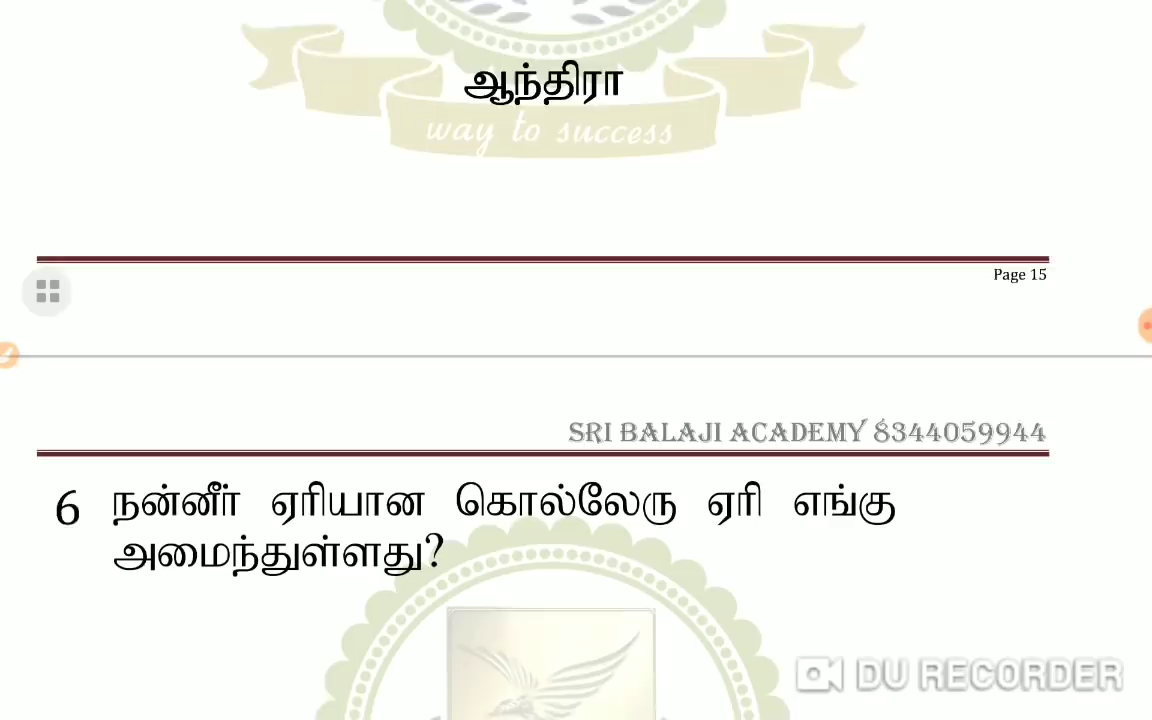 ஆந்திரா
way to success
Page 15
SRI BALAJI ACADEMY 8344059944
6 நன்னீர் ஏரியான கொல்லேரு ஏரி எங்கு
அமைந்துள்ளது?
DU RECORDER